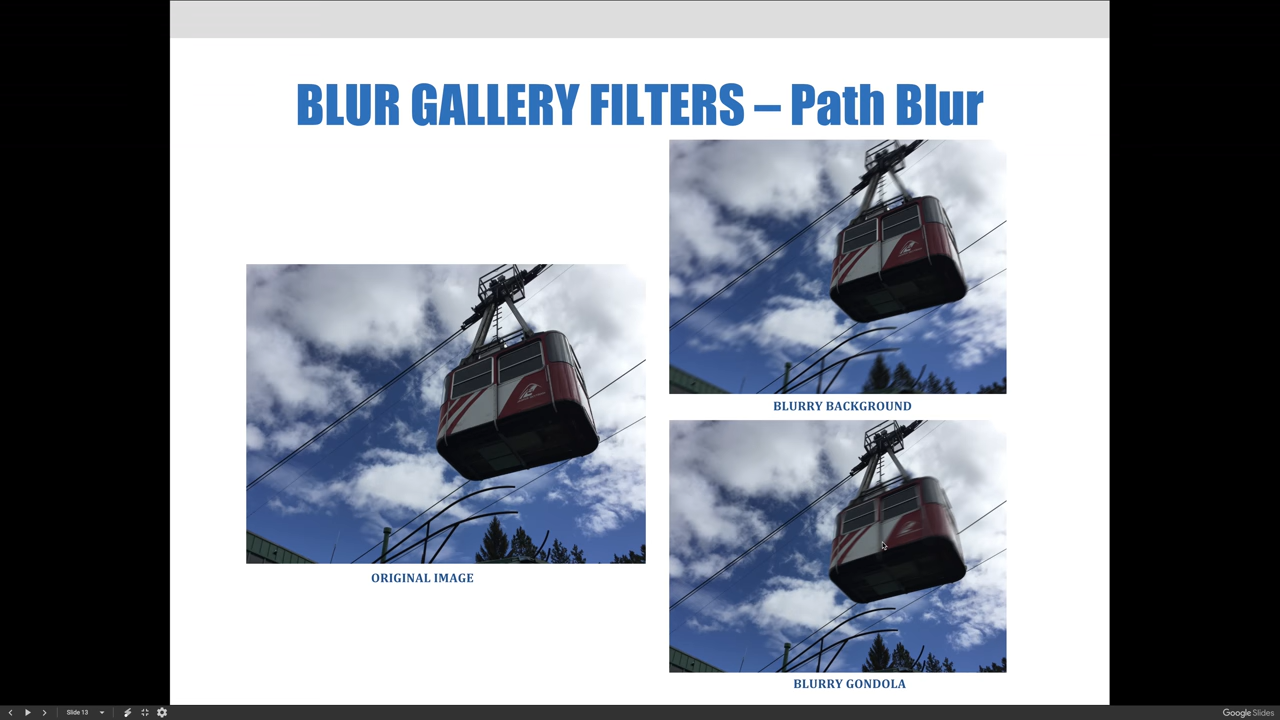 BLUR GALLERY FILTERS – Path Blur
ORIGINAL IMAGE
BLURRY BACKGROUND
BLURRY GONDOLA
Slide 13
Google Slides